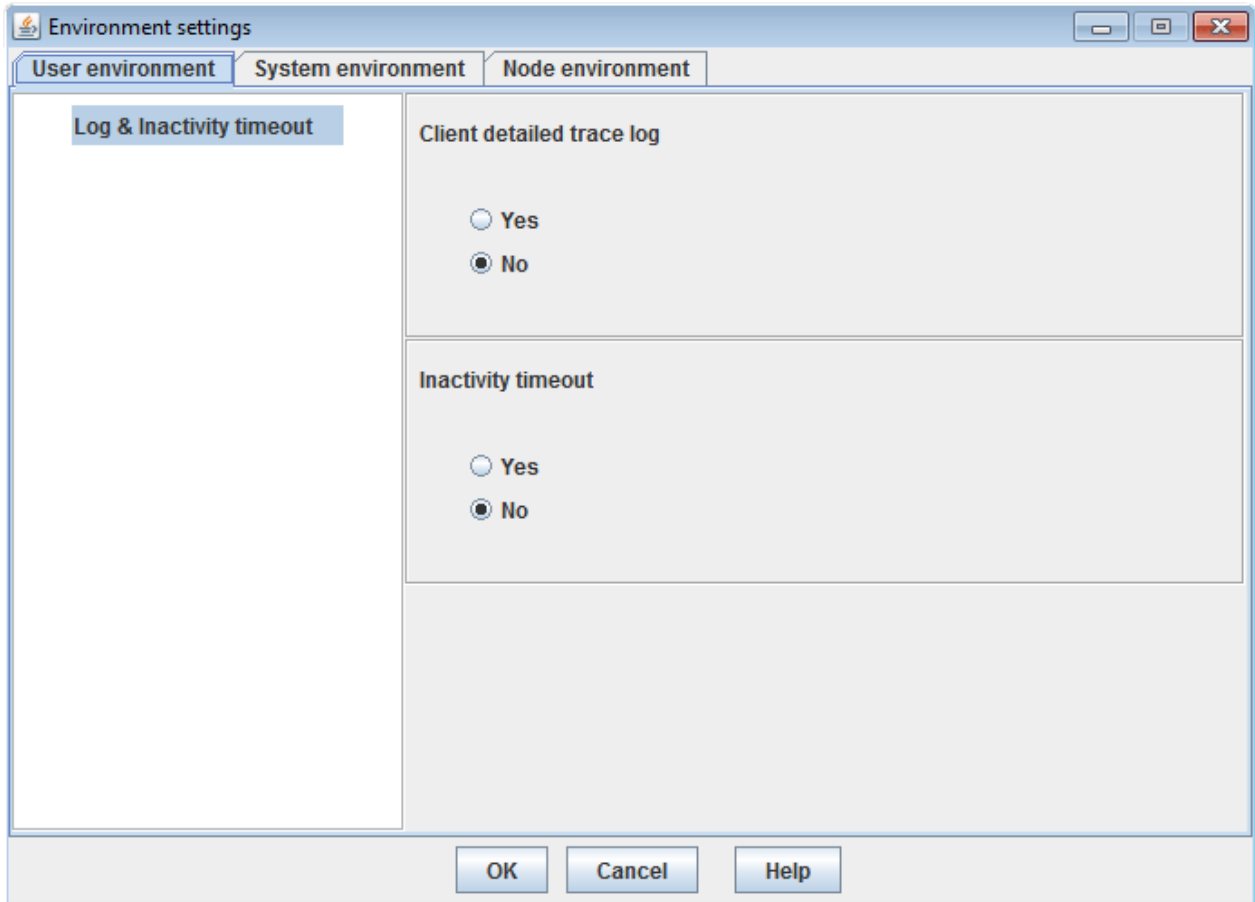 Environment settings
User environment System environment Node environment
Log & Inactivity timeout
Client detailed trace log
Yes
No
Inactivity timeout
Yes
No
OK Cancel Help